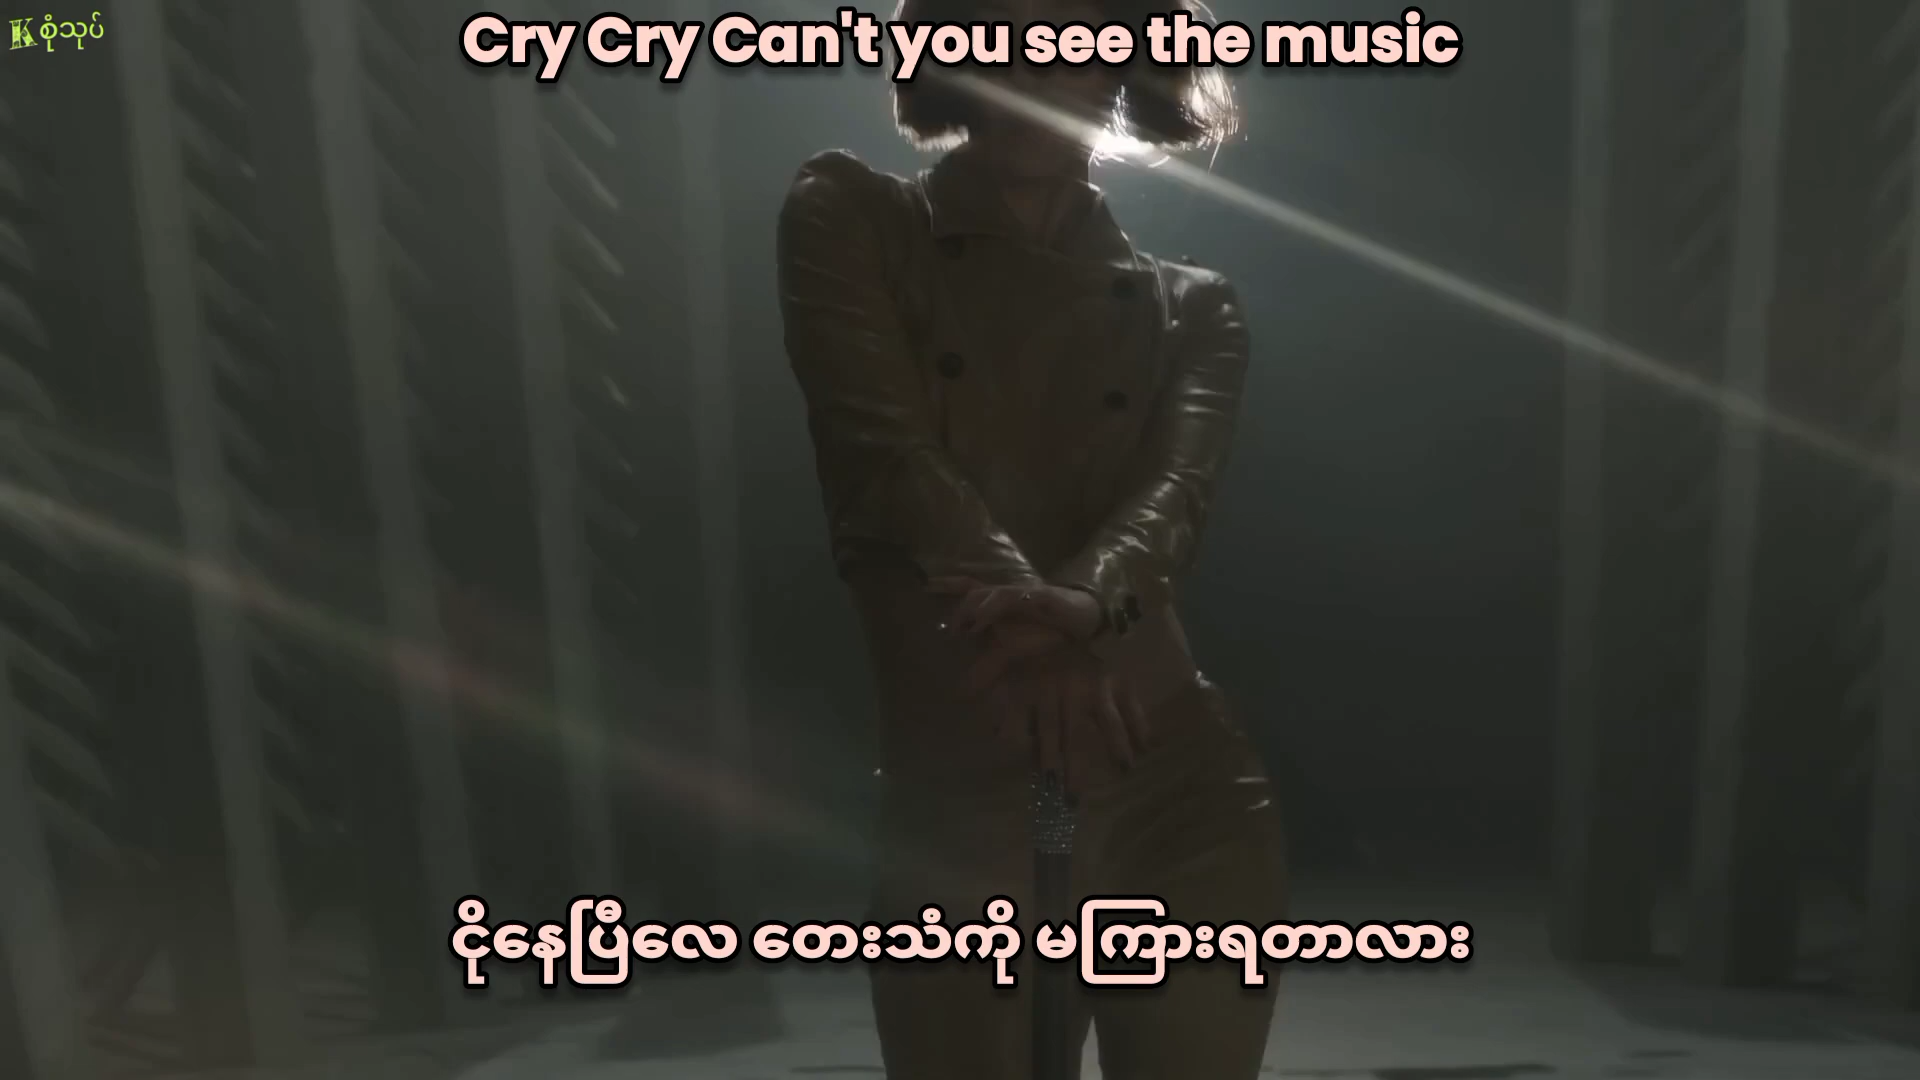 K စုံသုပ်
Cry Cry Can't you see the music
ငိုနေပြီလေ တေးသံကို မကြားရတာလား